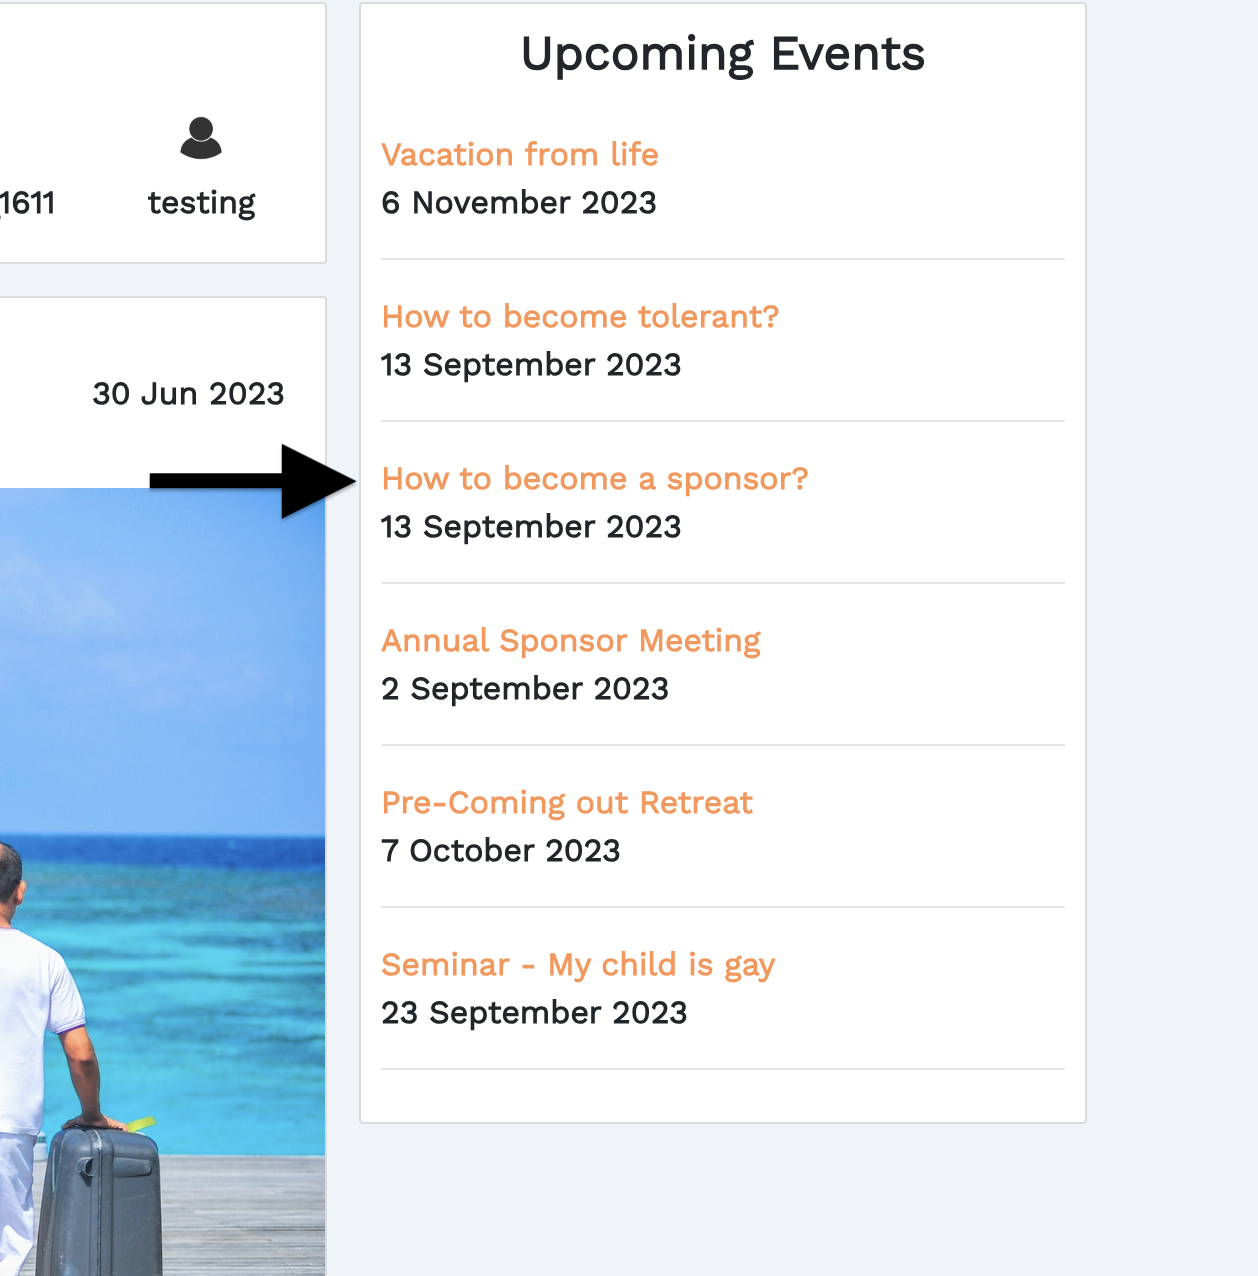 1611
testing
30 Jun 2023
Upcoming Events
Vacation from life
6 November 2023
How to become tolerant?
13 September 2023
How to become a sponsor?
13 September 2023
Annual Sponsor Meeting
2 September 2023
Pre-Coming out Retreat
7 October 2023
Seminar - My child is gay
23 September 2023